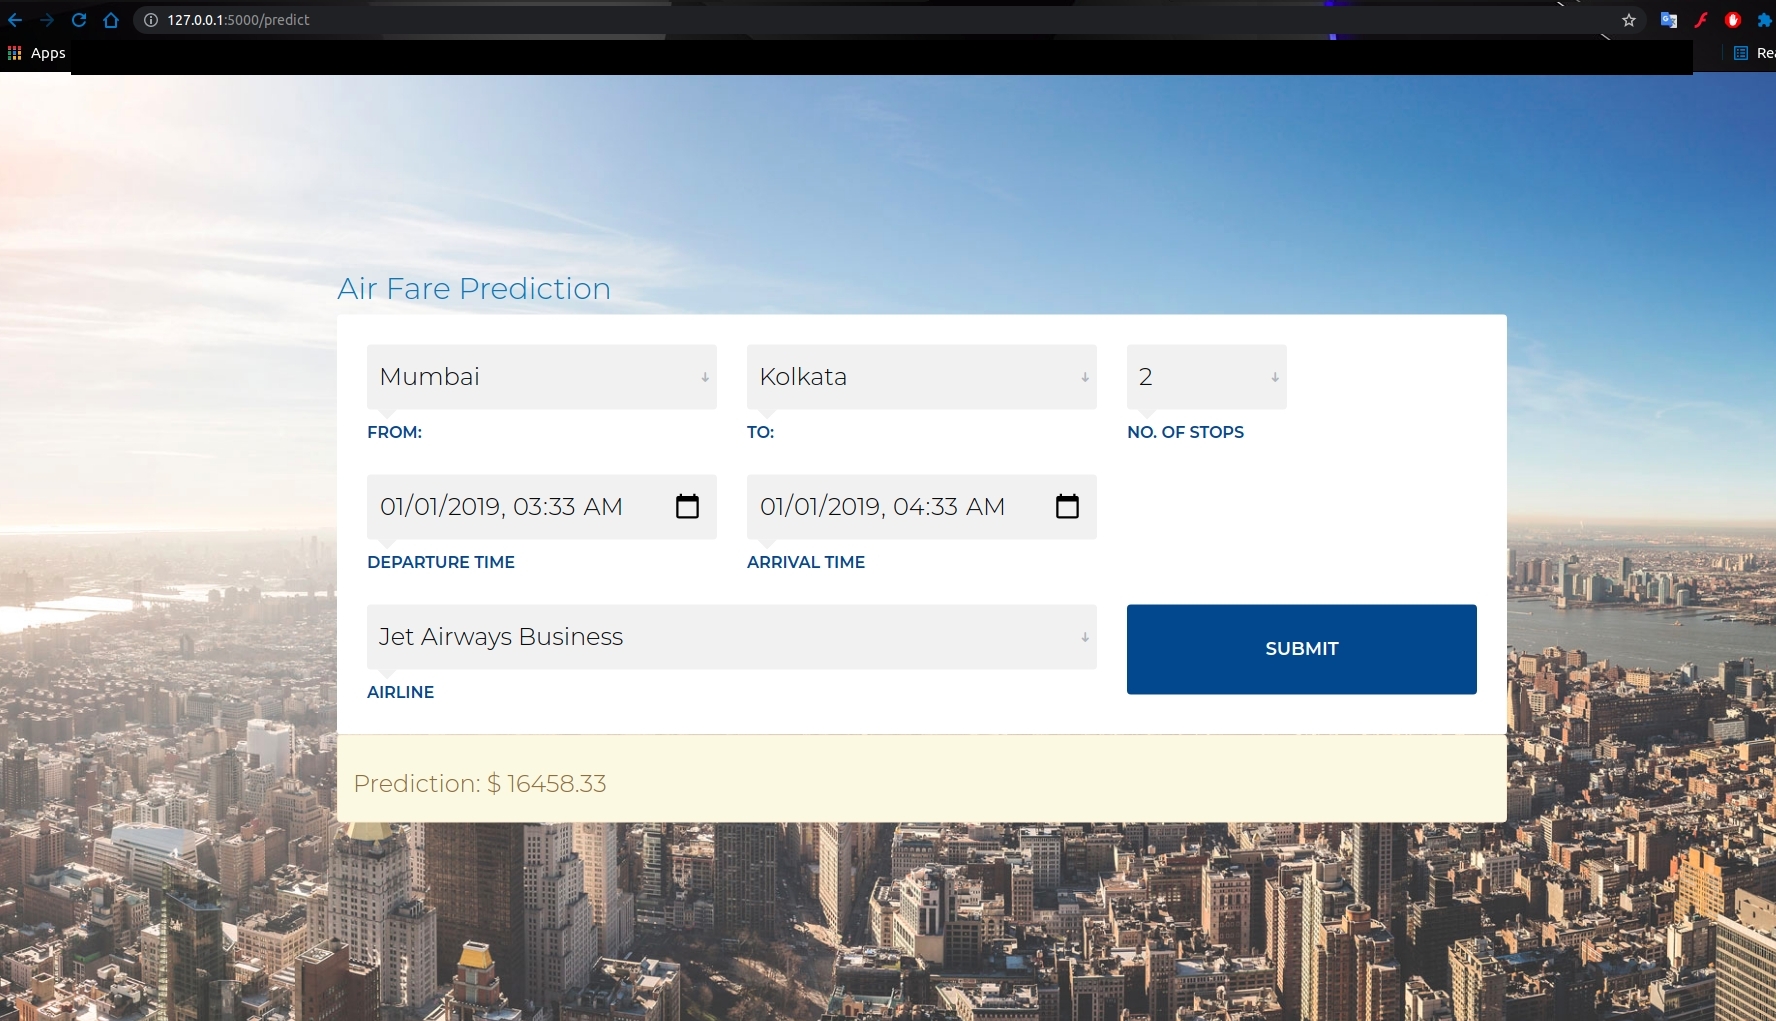 127.0.0.1:5000/predict
Apps
Rea
Air Fare Prediction
Mumbai
Kolkata
2
FROM:
TO:
NO. OF STOPS
01/01/2019, 03:33 AM
01/01/2019, 04:33 AM
DEPARTURE TIME
ARRIVAL TIME
Jet Airways Business
SUBMIT
AIRLINE
Prediction: $ 16458.33